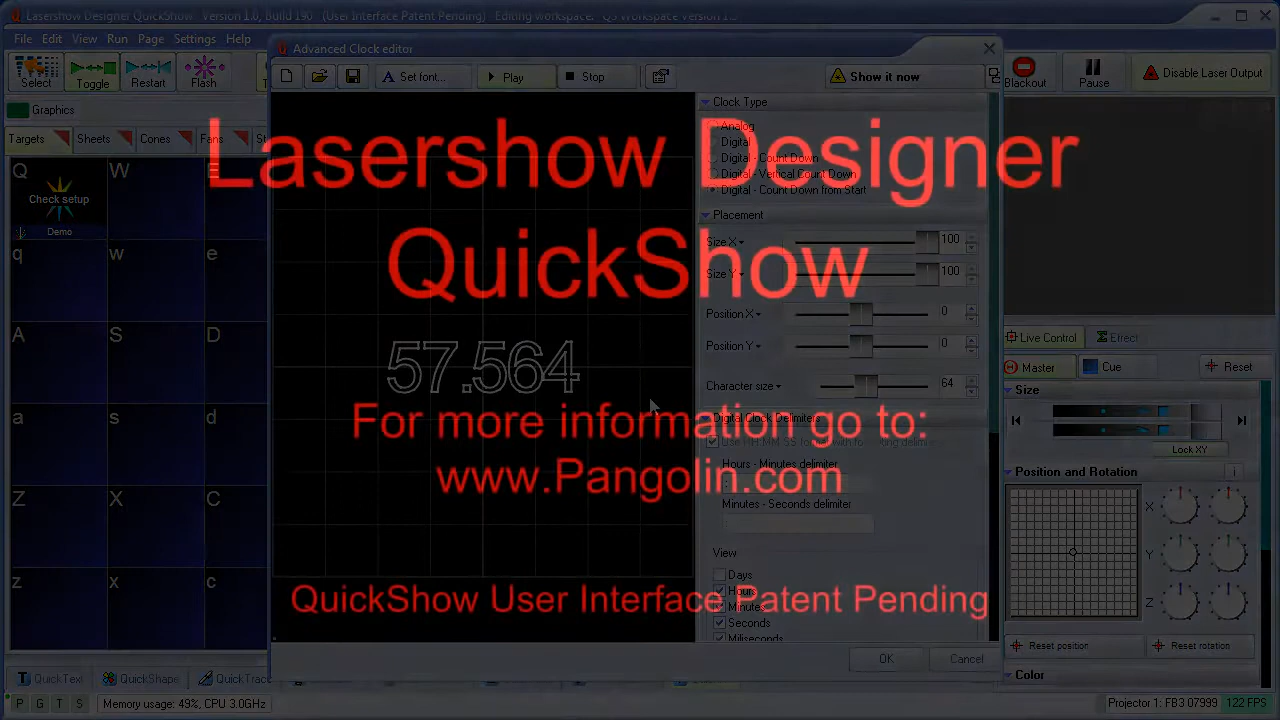 Lasershow Designer QuickShow Version 1.0, Build 190 (User Interface Patent Pending) Editing workspace: QS Workspace Version 1.3
File Edit View Run Page Settings Help
Advanced Clock editor
Select
Toggle
Restart
Flash
Set font...
Play
Stop
Show it now
Blackout
Pause
Disable Laser Output
Graphics
Targets
Sheets
Cones
Fans
Clock Type
Analog
Digital
Digital - Count Down
Digital - Vertical Count Down
Digital - Count Down from Start
Lasershow Designer
QuickShow
Q
W
E
Check setup
Demo
q
w
e
A
S
D
a
s
d
Z
X
C
z
x
c
57.564
Placement
Size X
100
Size Y
100
Position X
0
Position Y
0
Character size
64
Digital Clock Delimiters
Hours - Minutes delimiter
Minutes - Seconds delimiter
View
Days
Hours
Minutes
Seconds
Miliseconds
For more information go to:
www.Pangolin.com
QuickShow User Interface Patent Pending
OK
Cancel
Live Control
Effect
Master
Cue
Reset
Size
Lock XY
Position and Rotation
X
Y
Z
Reset position
Reset rotation
Color
QuickText
QuickShape
QuickTrac
P G T S
Memory usage: 49%, CPU 3.0GHz
Projector 1: FB3 07999
122 FPS